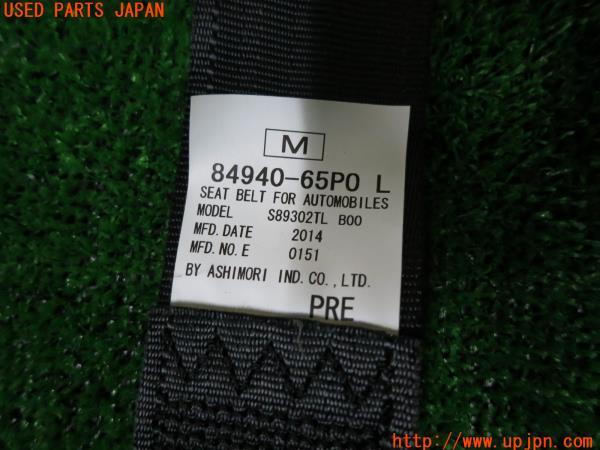 USED PARTS JAPAN
M
84940-65P0 L
SEAT BELT FOR AUTOMOBILES
MODEL S89302TL B00
MFD. DATE 2014
MFD. NO. E 0151
BY ASHIMORI IND. CO., LTD.
PRE
http://www.upjpn.com/